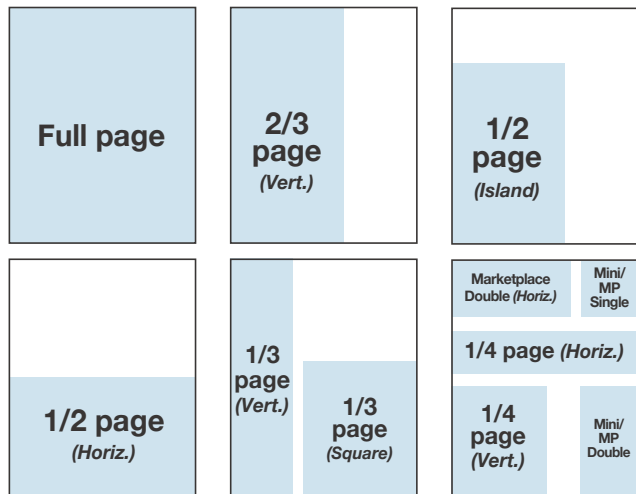 Full page
2/3
page
(Vert.)
1/2
page
(Island)
1/2 page
(Horiz.)
1/3
page
(Vert.)
1/3
page
(Square)
Marketplace
Double (Horiz.)
Mini/
MP
Single
1/4 page (Horiz.)
1/4
page
(Vert.)
Mini/
MP
Double